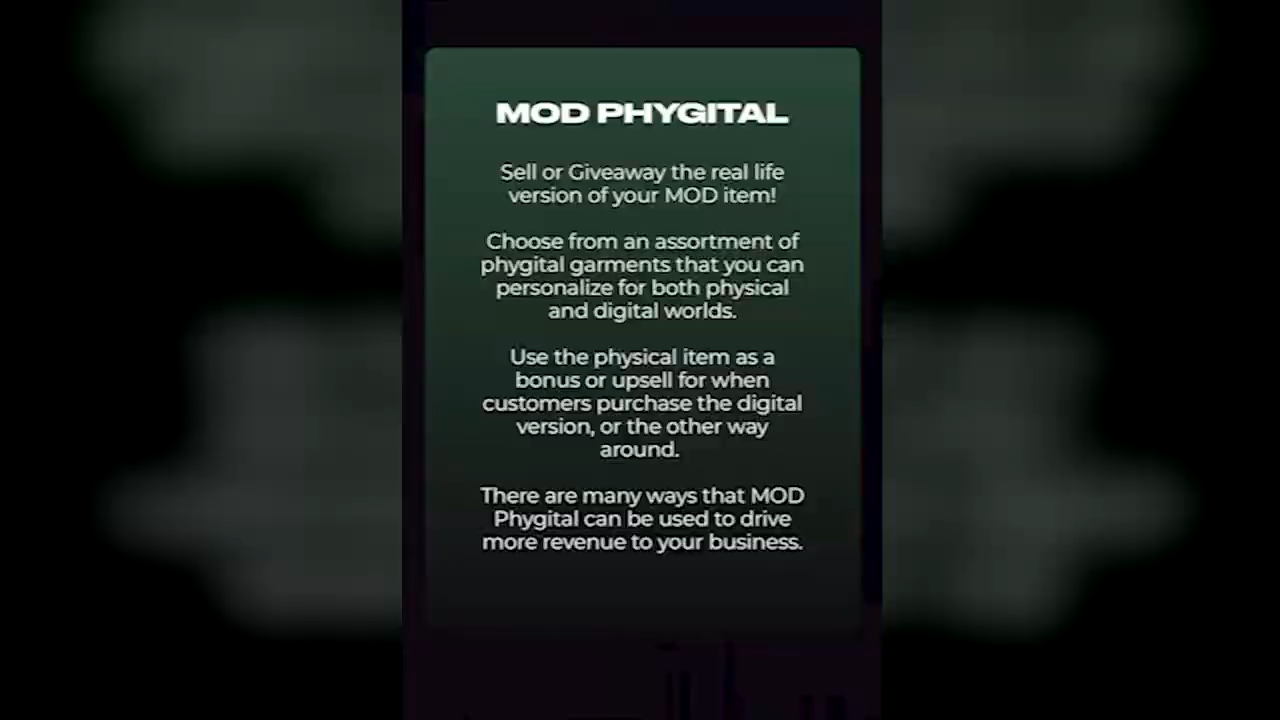 MOD PHYGITAL
Sell or Giveaway the real life
version of your MOD item!
Choose from an assortment of
phygital garments that you can
personalize for both physical
and digital worlds.
Use the physical item as a
bonus or upsell for when
customers purchase the digital
version, or the other way
around.
There are many ways that MOD
Phygital can be used to drive
more revenue to your business.